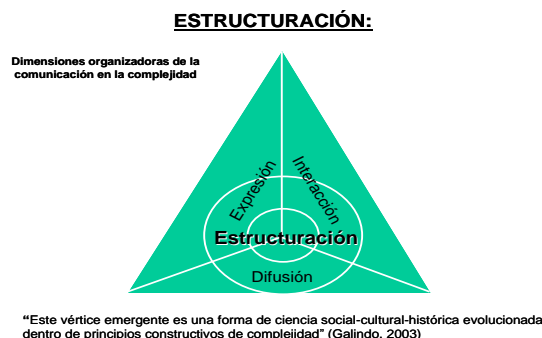 ESTRUCTURACIÓN:
Dimensiones organizadoras de la
comunicación en la complejidad
Expresión
Interacción
Estructuración
Difusión
“Este vértice emergente es una forma de ciencia social-cultural-histórica evolucionada
dentro de principios constructivos de complejidad” (Galindo, 2003)